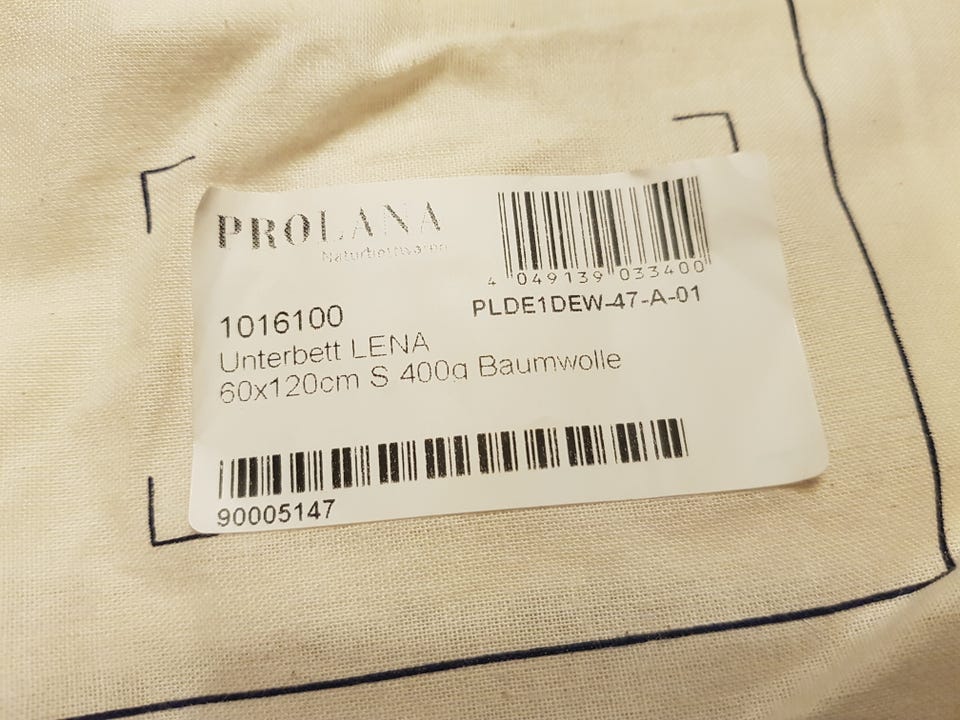 PROLANA
Naturbettwaren
4 049139 033400
PLDE1DEW-47-A-01
1016100
Unterbett LENA
60x120cm S 400g Baumwolle
90005147